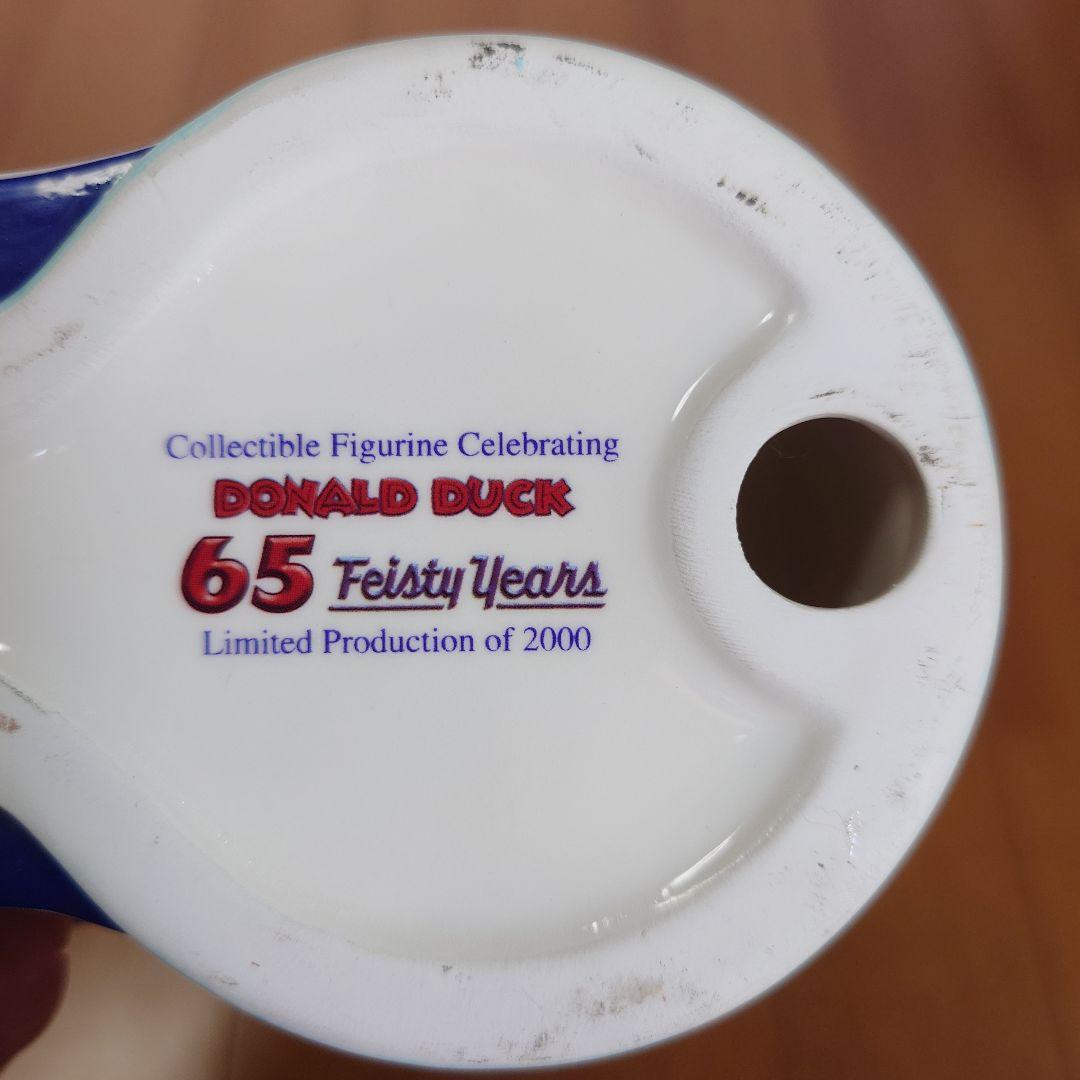 Collectible Figurine Celebrating
DONALD DUCK
65 Feisty Years
Limited Production of 2000